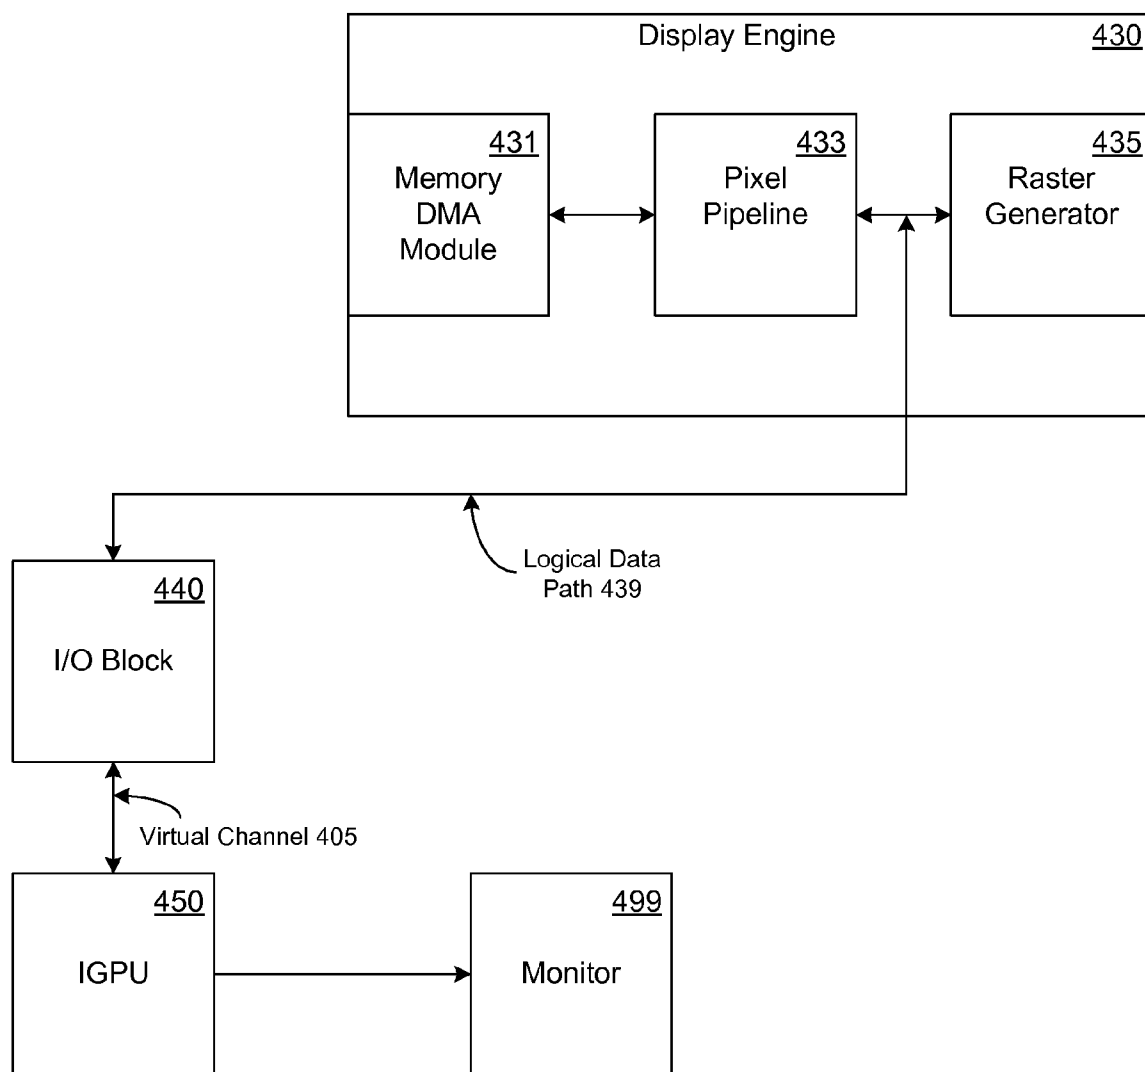 Display Engine
430
431
Memory
DMA
Module
433
Pixel
Pipeline
435
Raster
Generator
Logical Data
Path 439
440
I/O Block
Virtual Channel 405
450
IGPU
499
Monitor